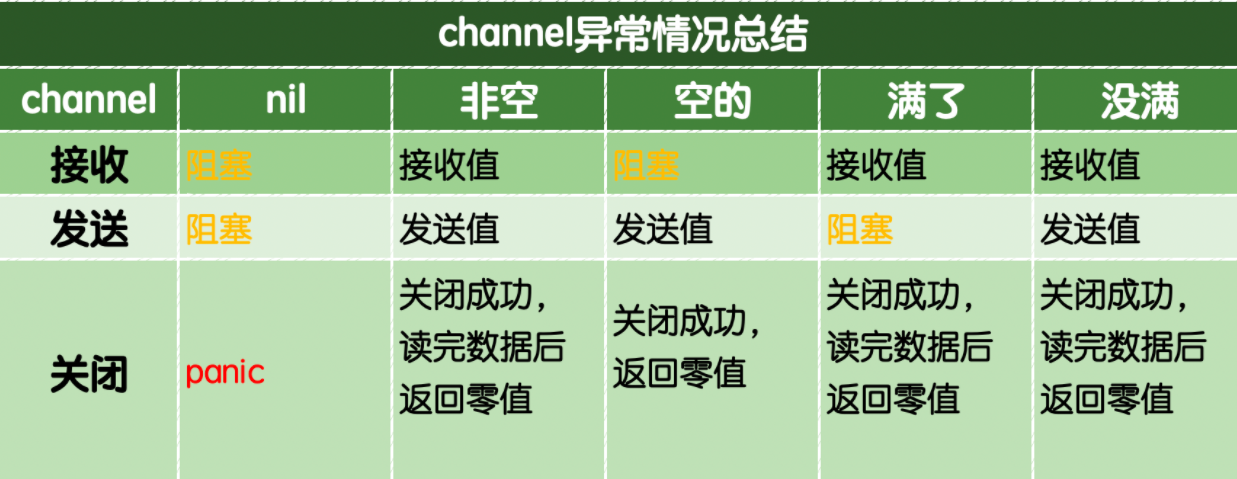 channel异常情况总结
channel nil 非空 空的 满了 没满
接收 阻塞 接收值 阻塞 接收值 接收值
发送 阻塞 发送值 发送值 阻塞 发送值
关闭 panic 关闭成功，
读完数据后
返回零值 关闭成功，
返回零值 关闭成功，
读完数据后
返回零值 关闭成功，
读完数据后
返回零值